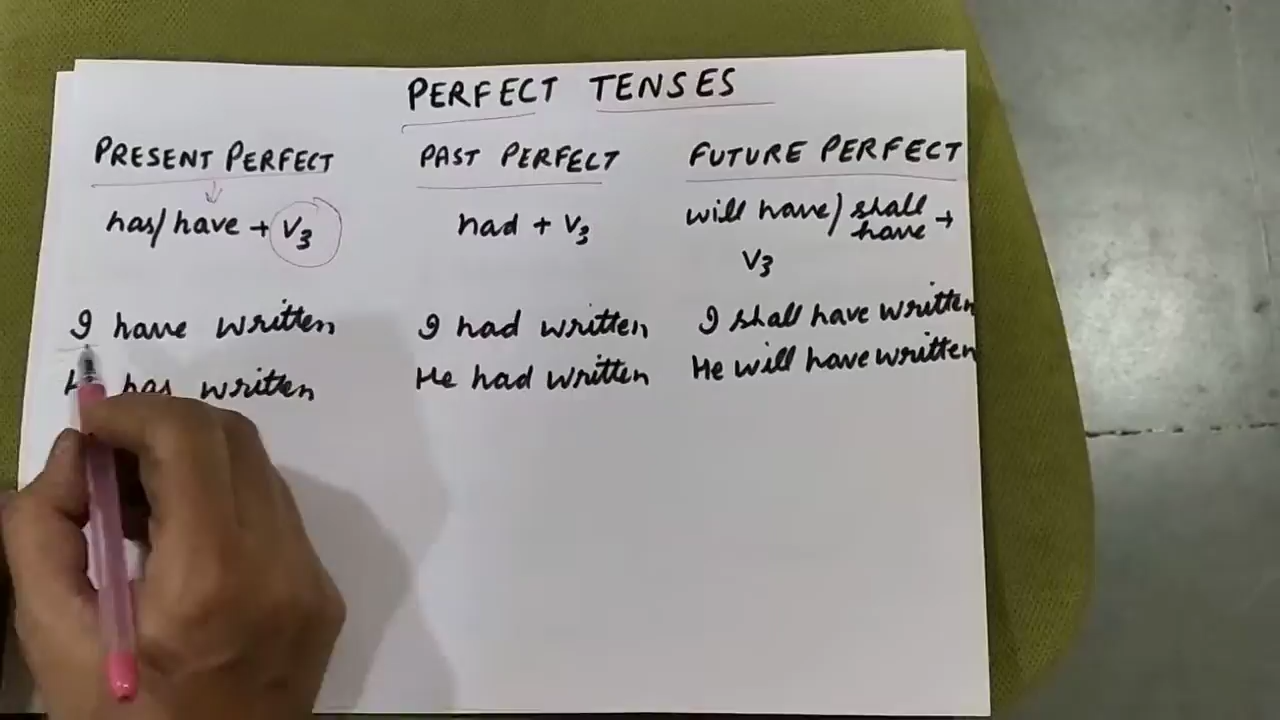 PERFECT TENSES
PRESENT PERFECT
has/have + V3
I have written
has written
PAST PERFECT
had + V3
I had written
He had written
FUTURE PERFECT
will have/shall have +
V3
I shall have written
He will have written